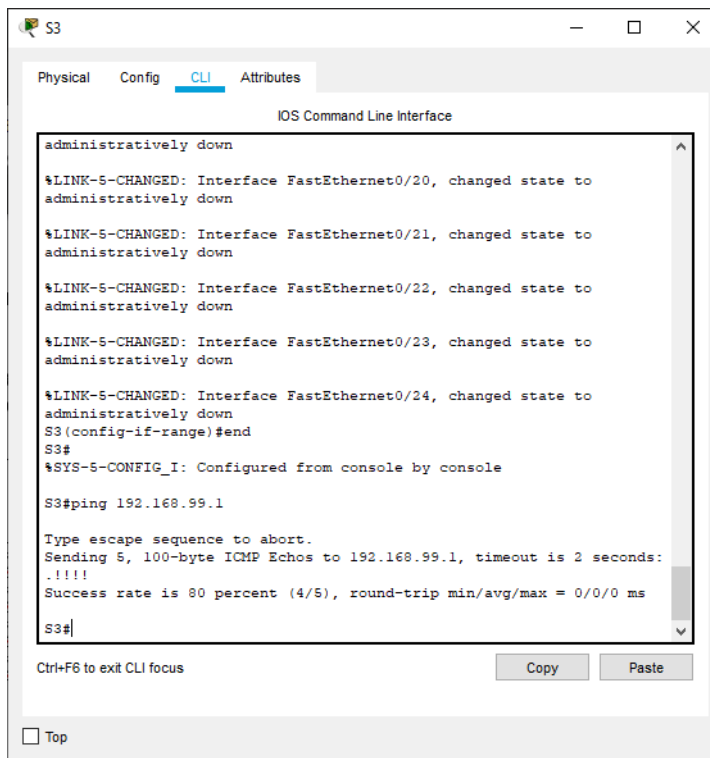 S3
Physical Config CLI Attributes
IOS Command Line Interface
administratively down
%LINK-5-CHANGED: Interface FastEthernet0/20, changed state to
administratively down
%LINK-5-CHANGED: Interface FastEthernet0/21, changed state to
administratively down
%LINK-5-CHANGED: Interface FastEthernet0/22, changed state to
administratively down
%LINK-5-CHANGED: Interface FastEthernet0/23, changed state to
administratively down
%LINK-5-CHANGED: Interface FastEthernet0/24, changed state to
administratively down
S3(config-if-range)#end
S3#
%SYS-5-CONFIG_I: Configured from console by console
S3#ping 192.168.99.1
Type escape sequence to abort.
Sending 5, 100-byte ICMP Echos to 192.168.99.1, timeout is 2 seconds:
.!!!!
Success rate is 80 percent (4/5), round-trip min/avg/max = 0/0/0 ms
S3#
Ctrl+F6 to exit CLI focus
Copy Paste
Top